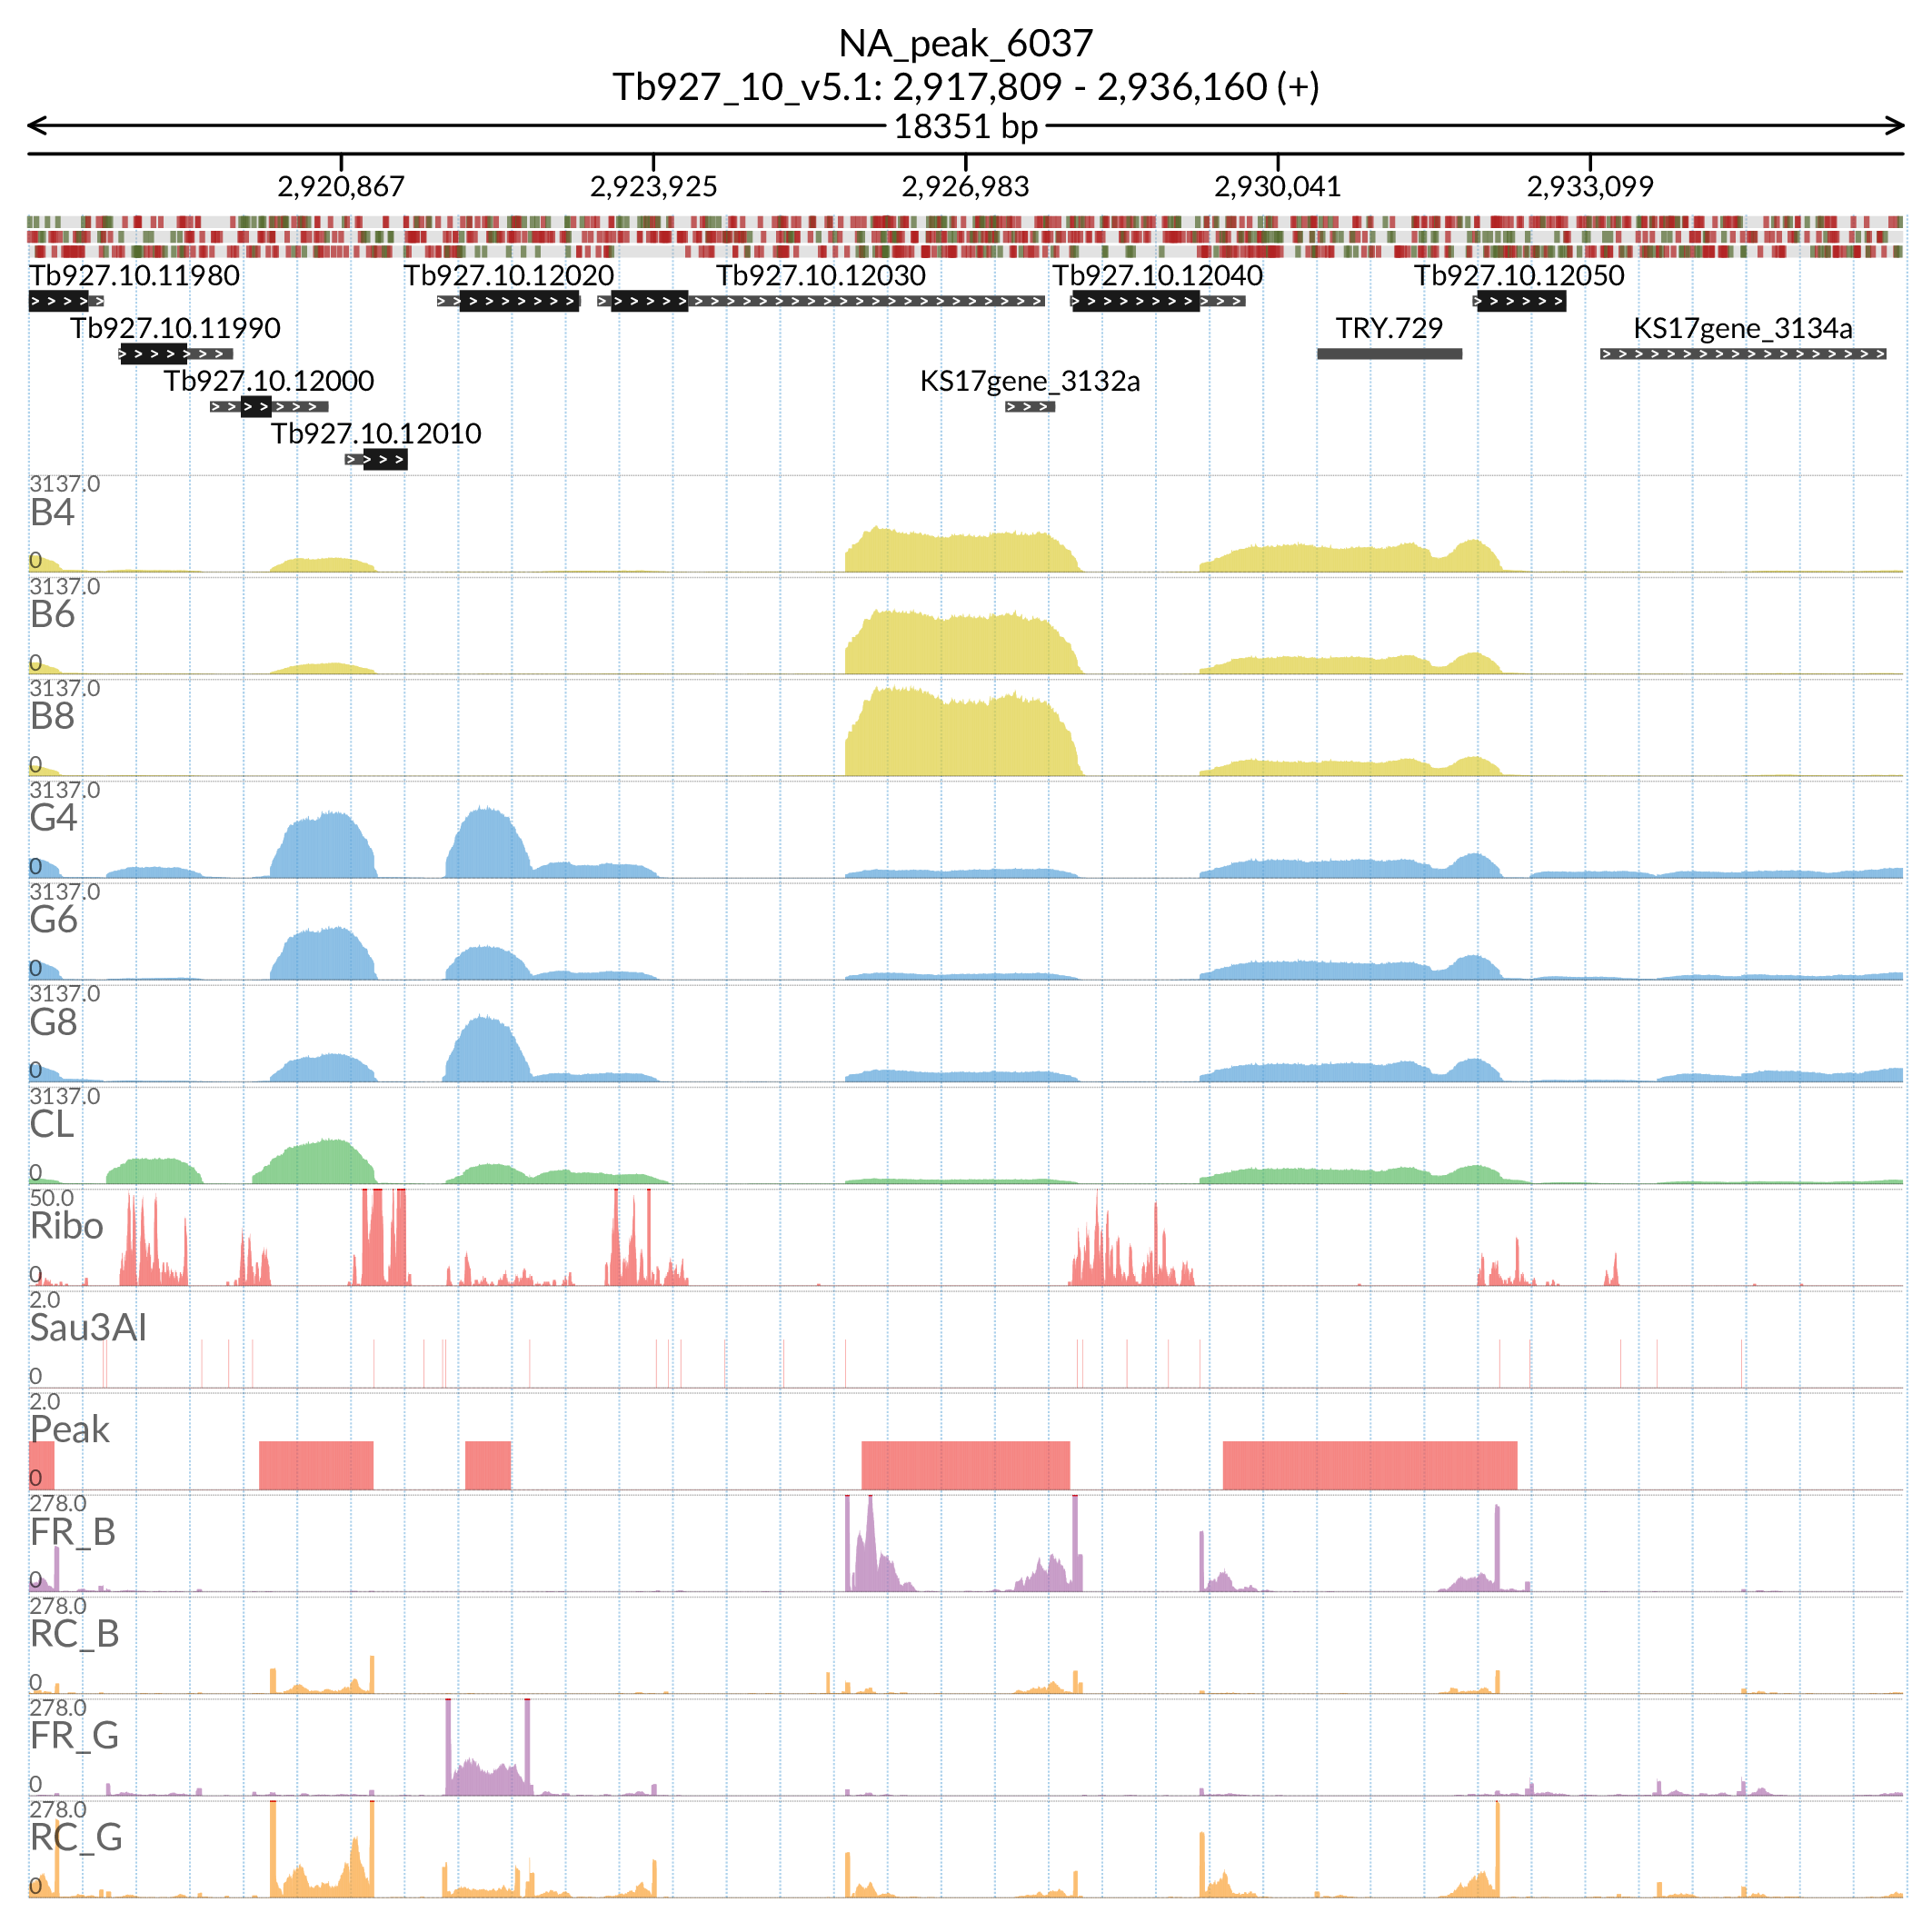 NA_peak_6037
Tb927_10_v5.1: 2,917,809 - 2,936,160 (+)
18351 bp
2,920,867 2,923,925 2,926,983 2,930,041 2,933,099
Tb927.10.11980 Tb927.10.12020 Tb927.10.12030 Tb927.10.12040 Tb927.10.12050
Tb927.10.11990 TRY.729 KS17gene_3134a
Tb927.10.12000 KS17gene_3132a
Tb927.10.12010
3137.0
B4
0
3137.0
B6
0
3137.0
B8
0
3137.0
G4
0
3137.0
G6
0
3137.0
G8
0
3137.0
CL
0
50.0
Ribo
0
2.0
Sau3AI
0
2.0
Peak
0
278.0
FR_B
0
278.0
RC_B
0
278.0
FR_G
0
278.0
RC_G
0